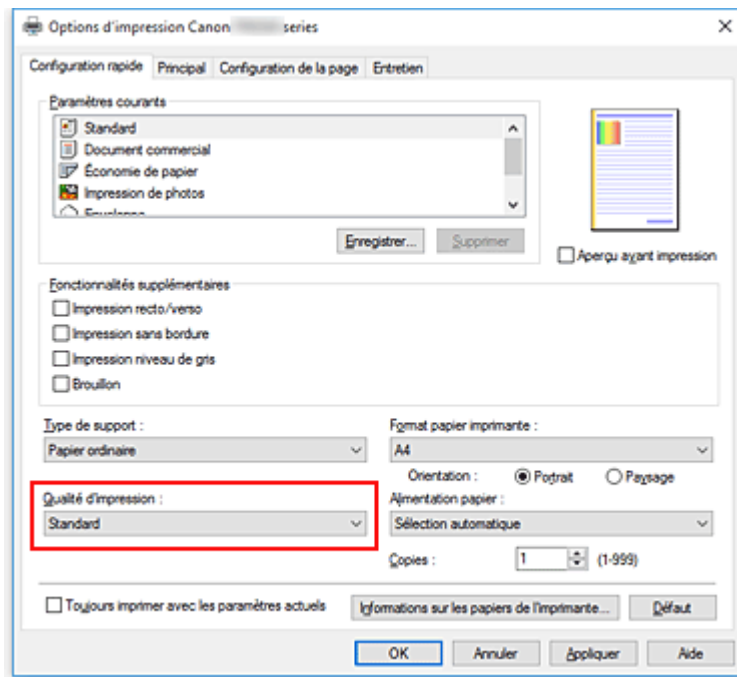 Options d'impression Canon series
Configuration rapide Principal Configuration de la page Entretien
Paramètres courants
Standard
Document commercial
Économie de papier
Impression de photos
Enregistrer... Supprimer
Aperçu avant impression
Fonctionnalités supplémentaires
Impression recto/verso
Impression sans bordure
Impression niveau de gris
Brouillon
Type de support : Format papier imprimante :
Papier ordinaire A4
Orientation : Portrait Paysage
Qualité d'impression : Alimentation papier :
Standard Sélection automatique
Copies : 1 (1-999)
Toujours imprimer avec les paramètres actuels Informations sur les papiers de l'imprimante... Défaut
OK Annuler Appliquer Aide